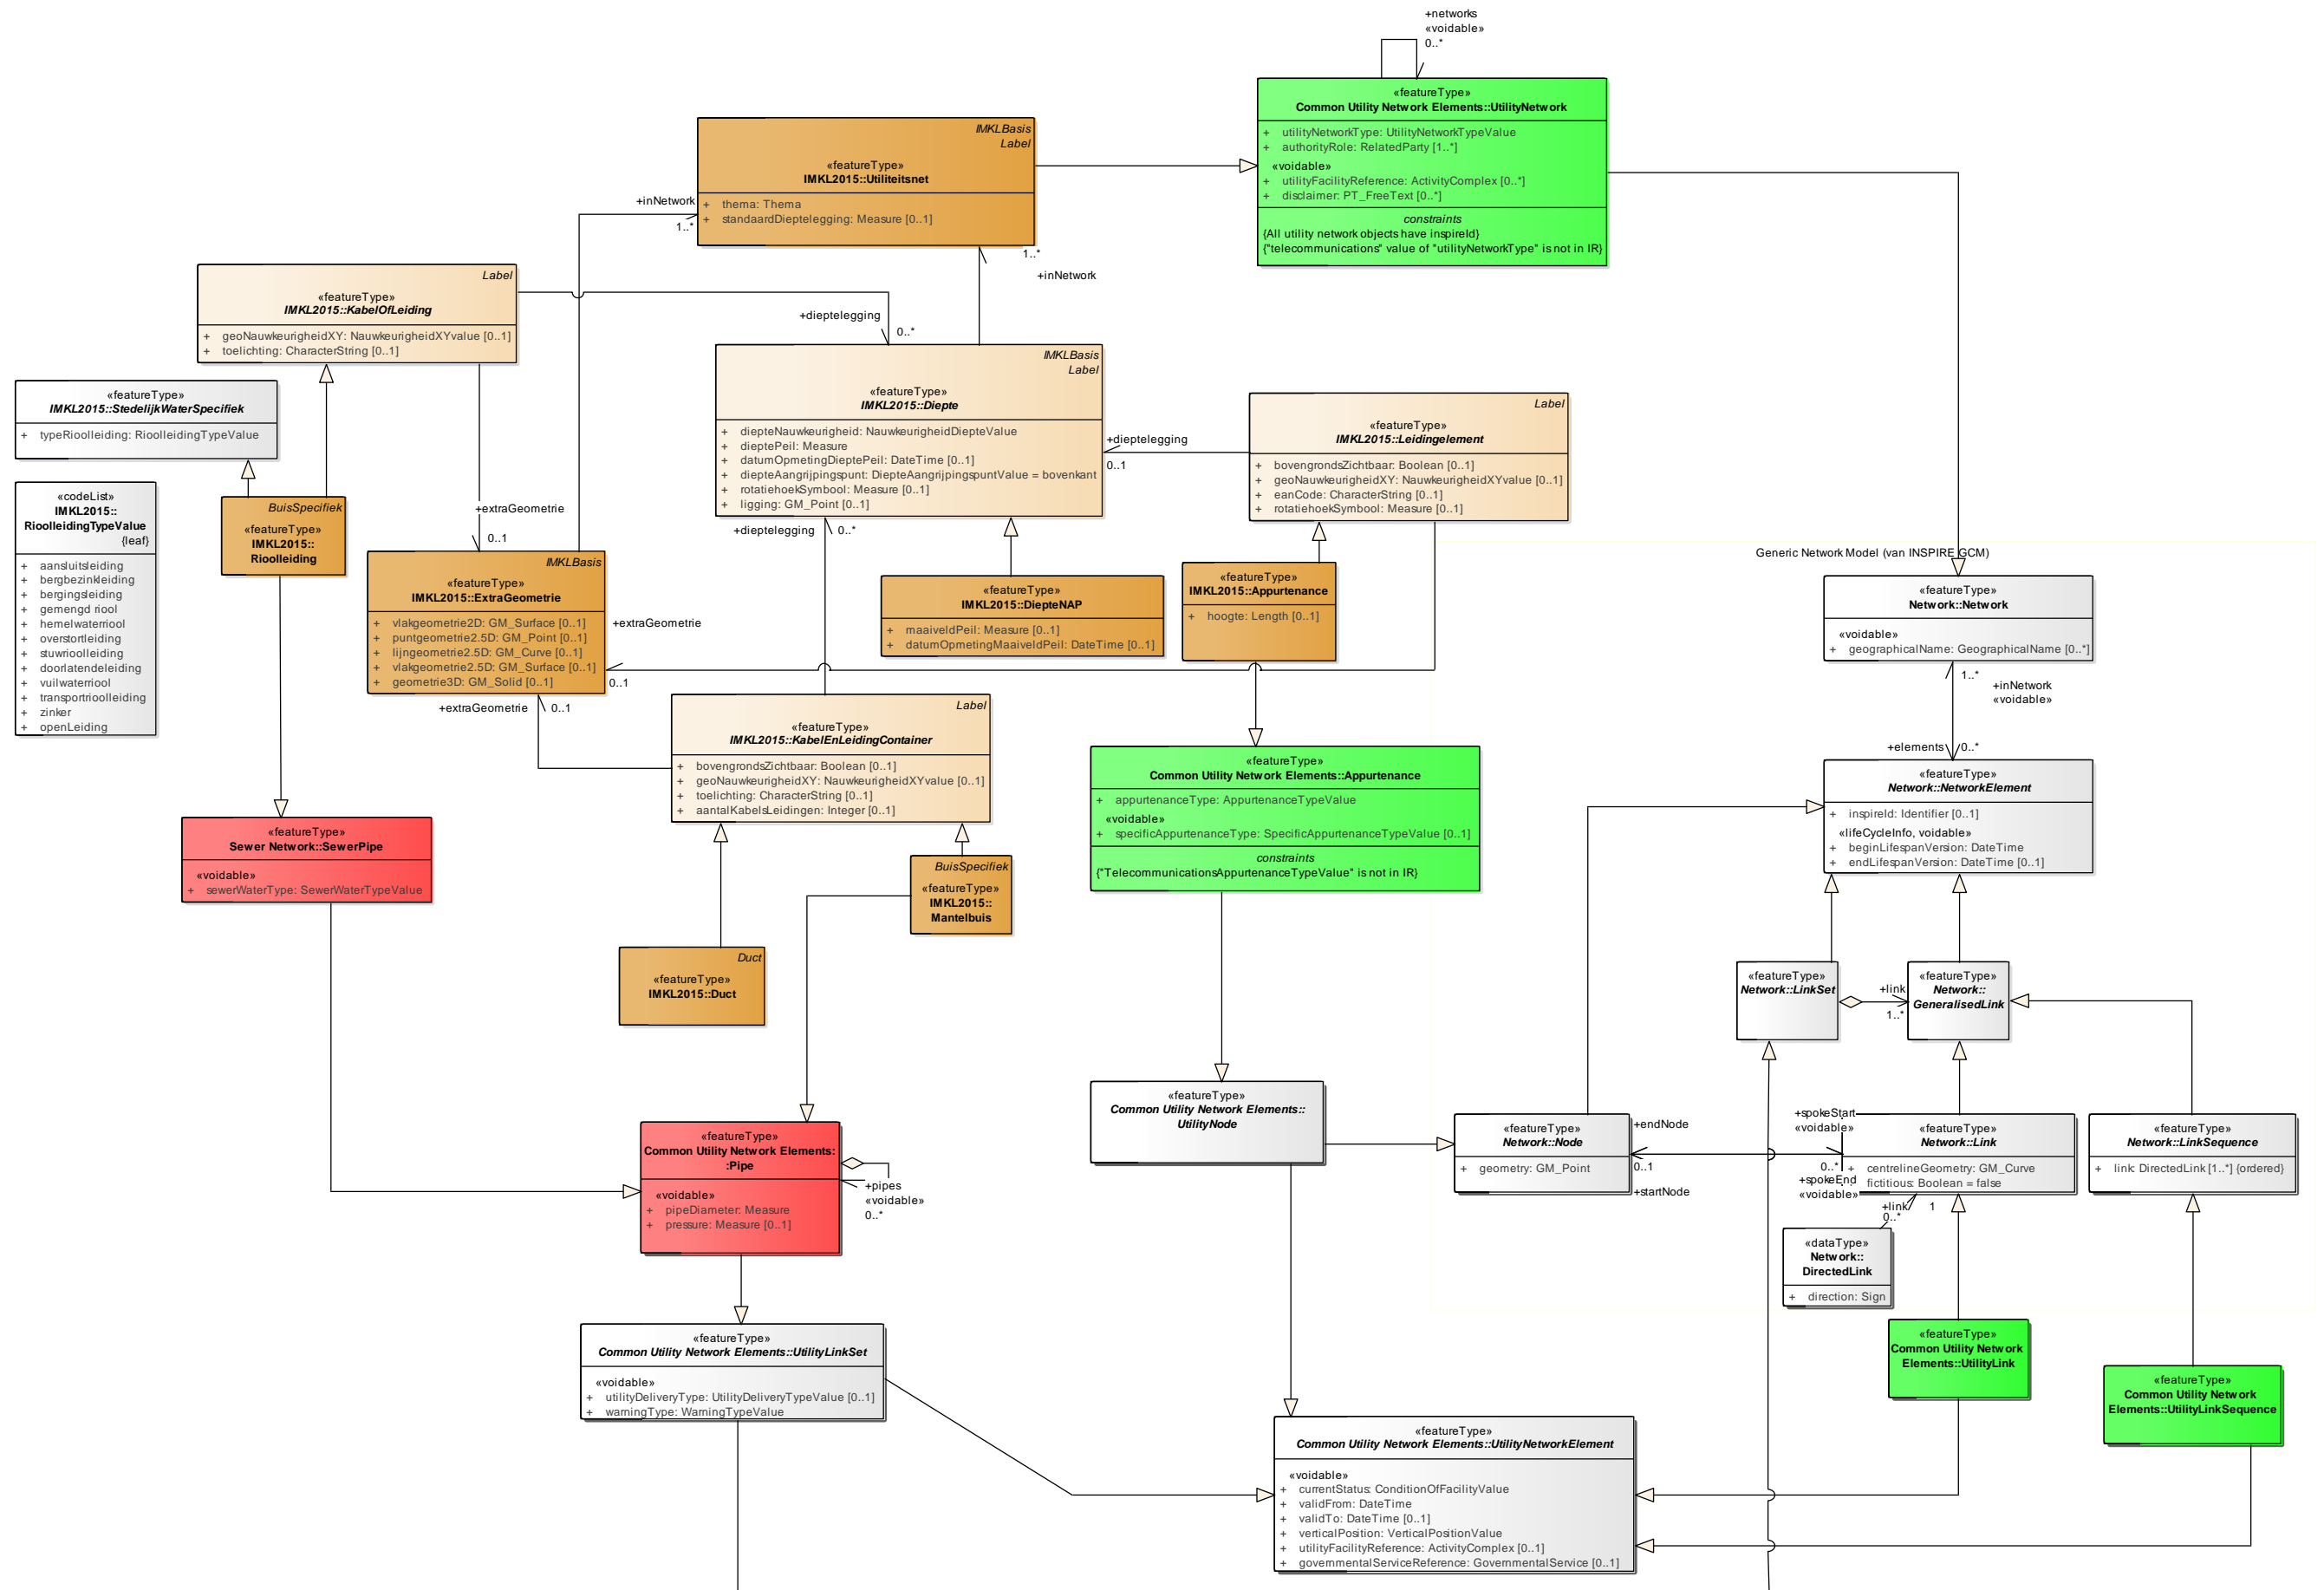 +networks
«voidable»
0..*
«featureType»
Common Utility Network Elements::UtilityNetwork
+ utilityNetworkType: UtilityNetworkTypeValue
+ authorityRole: RelatedParty [1..*]
«voidable»
+ utilityFacilityReference: ActivityComplex [0..*]
+ disclaimer: PT_FreeText [0..*]
constraints
{All utility network objects have inspireId}
{"telecommunications" value of "utilityNetworkType" is not in IR}
IMKLBasis
Label
«featureType»
IMKL2015::Utiliteitsnet
+ thema: Thema
+ standaardDieptelegging: Measure [0..1]
+inNetwork
1..*
1..*
+inNetwork
Label
«featureType»
IMKL2015::KabelOfLeiding
+ geoNauwkeurigheidXY: NauwkeurigheidXYvalue [0..1]
+ toelichting: CharacterString [0..1]
+dieptelegging
0..*
IMKLBasis
Label
«featureType»
IMKL2015::Diepte
+ diepteNauwkeurigheid: NauwkeurigheidDiepteValue
+ dieptePeil: Measure
+ datumOpmetingDieptePeil: DateTime [0..1]
+ diepteAangrijpingspunt: DiepteAangrijpingspuntValue = bovenkant
+ rotatiehoekSymbool: Measure [0..1]
+ ligging: GM_Point [0..1]
«featureType»
IMKL2015::StedelijkWaterSpecifiek
+ typeRioolleiding: RioolleidingTypeValue
Label
«featureType»
IMKL2015::Leidingelement
+ bovengrondsZichtbaar: Boolean [0..1]
+ geoNauwkeurigheidXY: NauwkeurigheidXYvalue [0..1]
+ eanCode: CharacterString [0..1]
+ rotatiehoekSymbool: Measure [0..1]
+dieptelegging
0..1
«codeList»
IMKL2015::
RioolleidingTypeValue
{leaf}
+ aansluitsleiding
+ bergbezinkleiding
+ bergingsleiding
+ gemengd riool
+ hemelwaterriool
+ overstortleiding
+ stuwrioolleiding
+ doorlatendeleiding
+ vuilwaterriool
+ transportrioolleiding
+ zinker
+ openLeiding
BuisSpecifiek
«featureType»
IMKL2015::
Rioolleiding
+extraGeometrie
0..1
+dieptelegging
0..*
IMKLBasis
«featureType»
IMKL2015::ExtraGeometrie
+ vlakgeometrie2D: GM_Surface [0..1]
+ puntgeometrie2.5D: GM_Point [0..1]
+ lijngeometrie2.5D: GM_Curve [0..1]
+ vlakgeometrie2.5D: GM_Surface [0..1]
+ geometrie3D: GM_Solid [0..1]
+extraGeometrie
0..1
«featureType»
IMKL2015::DiepteNAP
+ maaiveldPeil: Measure [0..1]
+ datumOpmetingMaaiveldPeil: DateTime [0..1]
«featureType»
IMKL2015::Appurtenance
+ hoogte: Length [0..1]
Generic Network Model (van INSPIRE GCM)
«featureType»
Network::Network
«voidable»
+ geographicalName: GeographicalName [0..*]
1..*
+inNetwork
«voidable»
+elements
0..*
+extraGeometrie
0..1
Label
«featureType»
IMKL2015::KabelEnLeidingContainer
+ bovengrondsZichtbaar: Boolean [0..1]
+ geoNauwkeurigheidXY: NauwkeurigheidXYvalue [0..1]
+ toelichting: CharacterString [0..1]
+ aantalKabelsLeidingen: Integer [0..1]
«featureType»
Common Utility Network Elements::Appurtenance
+ appurtenanceType: AppurtenanceTypeValue
«voidable»
+ specificAppurtenanceType: SpecificAppurtenanceTypeValue [0..1]
constraints
{"TelecommunicationsAppurtenanceTypeValue" is not in IR}
«featureType»
Network::NetworkElement
+ inspireId: Identifier [0..1]
«lifeCycleInfo, voidable»
+ beginLifespanVersion: DateTime
+ endLifespanVersion: DateTime [0..1]
«featureType»
Sewer Network::SewerPipe
«voidable»
+ sewerWaterType: SewerWaterTypeValue
BuisSpecifiek
«featureType»
IMKL2015::
Mantelbuis
Duct
«featureType»
IMKL2015::Duct
«featureType»
Network::LinkSet
+link
1..*
«featureType»
Network::
GeneralisedLink
«featureType»
Common Utility Network Elements::
UtilityNode
«featureType»
Network::Node
+ geometry: GM_Point
+endNode
0..1
+startNode
+spokeStart
«voidable»
0..*
+spokeEnd
«voidable»
0..*
«featureType»
Network::Link
+ centrelineGeometry: GM_Curve
fictitious: Boolean = false
«featureType»
Network::LinkSequence
+ link: DirectedLink [1..*] {ordered}
+link
1
«dataType»
Network::
DirectedLink
+ direction: Sign
«featureType»
Common Utility Network Elements:
:Pipe
«voidable»
+ pipeDiameter: Measure
+ pressure: Measure [0..1]
+pipes
«voidable»
0..*
«featureType»
Common Utility Network Elements::UtilityLinkSet
«voidable»
+ utilityDeliveryType: UtilityDeliveryTypeValue [0..1]
+ warningType: WarningTypeValue
«featureType»
Common Utility Network
Elements::UtilityLink
«featureType»
Common Utility Network
Elements::UtilityLinkSequence
«featureType»
Common Utility Network Elements::UtilityNetworkElement
«voidable»
+ currentStatus: ConditionOfFacilityValue
+ validFrom: DateTime
+ validTo: DateTime [0..1]
+ verticalPosition: VerticalPositionValue
+ utilityFacilityReference: ActivityComplex [0..1]
+ governmentalServiceReference: GovernmentalService [0..1]